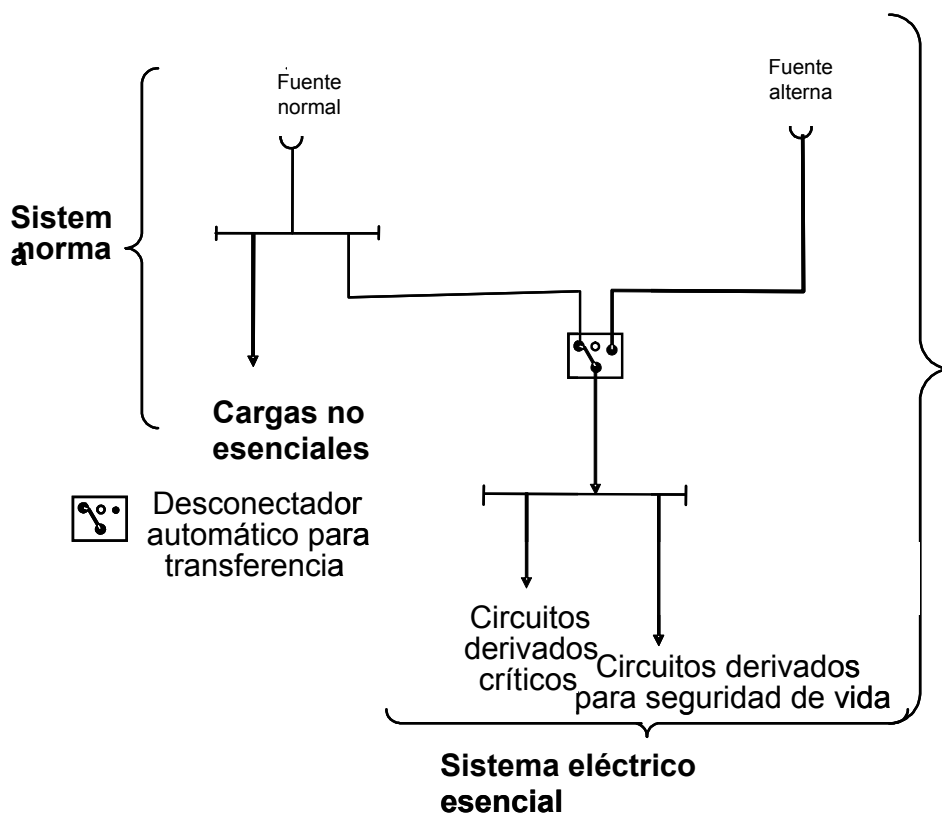 Fuente
normal
Fuente
alterna
Sistem
a
norma
Cargas no
esenciales
Desconectador
automático para
transferencia
Circuitos
derivados
críticos
Circuitos derivados
para seguridad de vida
Sistema eléctrico
esencial